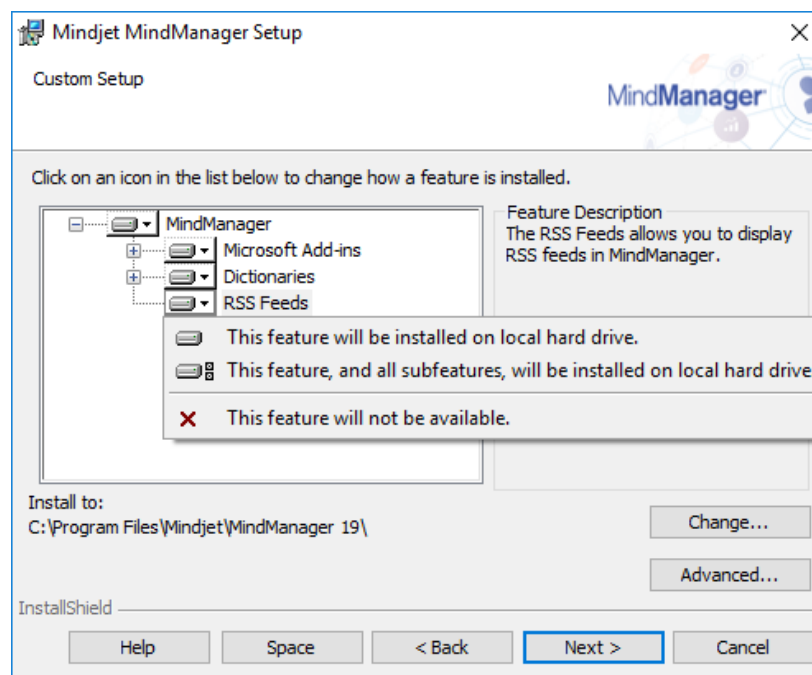 Mindjet MindManager Setup
Custom Setup
MindManager
Click on an icon in the list below to change how a feature is installed.
MindManager
Microsoft Add-ins
Dictionaries
RSS Feeds
Feature Description
The RSS Feeds allows you to display
RSS feeds in MindManager.
This feature will be installed on local hard drive.
This feature, and all subfeatures, will be installed on local hard drive
This feature will not be available.
Install to:
C:\Program Files\Mindjet\MindManager 19\
Change...
Advanced...
InstallShield
Help
Space
< Back
Next >
Cancel